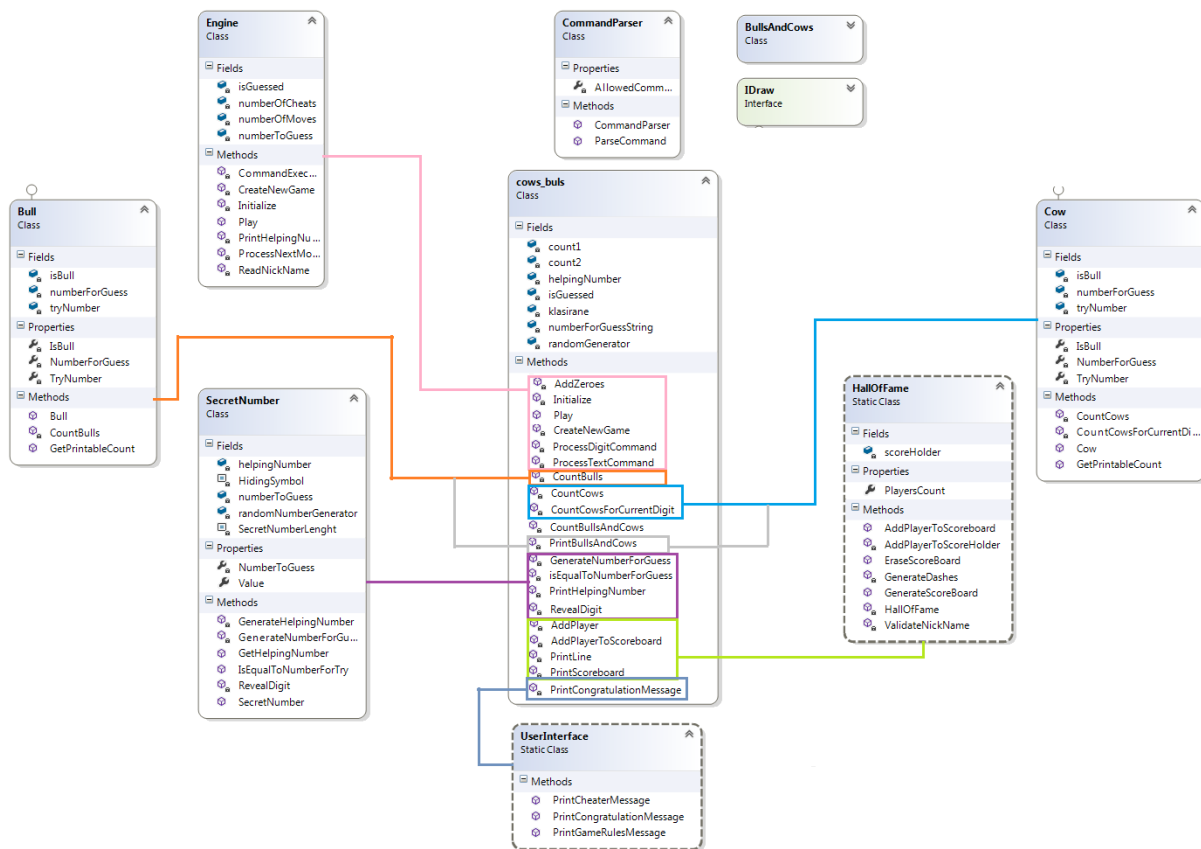 Engine
Class
Fields
isGuessed
numberOfCheats
numberOfMoves
numberToGuess
Methods
CommandExec...
CreateNewGame
Initialize
Play
PrintHelpingNu...
ProcessNextMo...
ReadNickName
CommandParser
Class
Properties
AllowedComm...
Methods
CommandParser
ParseCommand
BullsAndCows
Class
IDraw
Interface
Bull
Class
Fields
isBull
numberForGuess
tryNumber
Properties
IsBull
NumberForGuess
TryNumber
Methods
Bull
CountBulls
GetPrintableCount
cows_buls
Class
Fields
count1
count2
helpingNumber
isGuessed
klasirane
numberForGuessString
randomGenerator
Methods
AddZeroes
Initialize
Play
CreateNewGame
ProcessDigitCommand
ProcessTextCommand
CountBulls
CountCows
CountCowsForCurrentDigit
CountBullsAndCows
PrintBullsAndCows
GenerateNumberForGuess
isEqualToNumberForGuess
PrintHelpingNumber
RevealDigit
AddPlayer
AddPlayerToScoreboard
PrintLine
PrintScoreboard
PrintCongratulationMessage
Cow
Class
Fields
isBull
numberForGuess
tryNumber
Properties
IsBull
NumberForGuess
TryNumber
Methods
CountCows
CountCowsForCurrentDi...
Cow
GetPrintableCount
SecretNumber
Class
Fields
helpingNumber
HidingSymbol
numberToGuess
randomNumberGenerator
SecretNumberLenght
Properties
NumberToGuess
Value
Methods
GenerateHelpingNumber
GenerateNumberForGu...
GetHelpingNumber
IsEqualToNumberForTry
RevealDigit
SecretNumber
HallOfFame
Static Class
Fields
scoreHolder
Properties
PlayersCount
Methods
AddPlayerToScoreboard
AddPlayerToScoreHolder
EraseScoreBoard
GenerateDashes
GenerateScoreBoard
HallOfFame
ValidateNickName
UserInterface
Static Class
Methods
PrintCheaterMessage
PrintCongratulationMessage
PrintGameRulesMessage